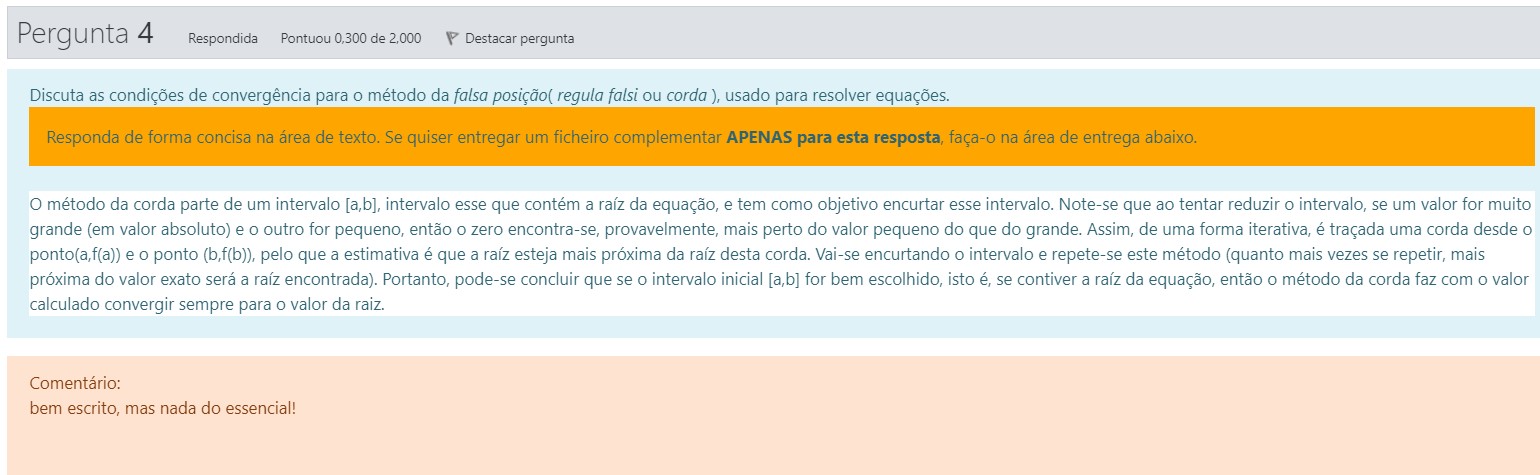 Pergunta 4 Respondida Pontuou 0,300 de 2,000 Destacar pergunta
Discuta as condições de convergência para o método da falsa posição( regula falsi ou corda ), usado para resolver equações.
Responda de forma concisa na área de texto. Se quiser entregar um ficheiro complementar APENAS para esta resposta, faça-o na área de entrega abaixo.
O método da corda parte de um intervalo [a,b], intervalo esse que contém a raíz da equação, e tem como objetivo encurtar esse intervalo. Note-se que ao tentar reduzir o intervalo, se um valor for muito
grande (em valor absoluto) e o outro for pequeno, então o zero encontra-se, provavelmente, mais perto do valor pequeno do que do grande. Assim, de uma forma iterativa, é traçada uma corda desde o
ponto(a,f(a)) e o ponto (b,f(b)), pelo que a estimativa é que a raíz esteja mais próxima da raíz desta corda. Vai-se encurtando o intervalo e repete-se este método (quanto mais vezes se repetir, mais
próxima do valor exato será a raíz encontrada). Portanto, pode-se concluir que se o intervalo inicial [a,b] for bem escolhido, isto é, se contiver a raíz da equação, então o método da corda faz com o valor
calculado convergir sempre para o valor da raiz.
Comentário:
bem escrito, mas nada do essencial!